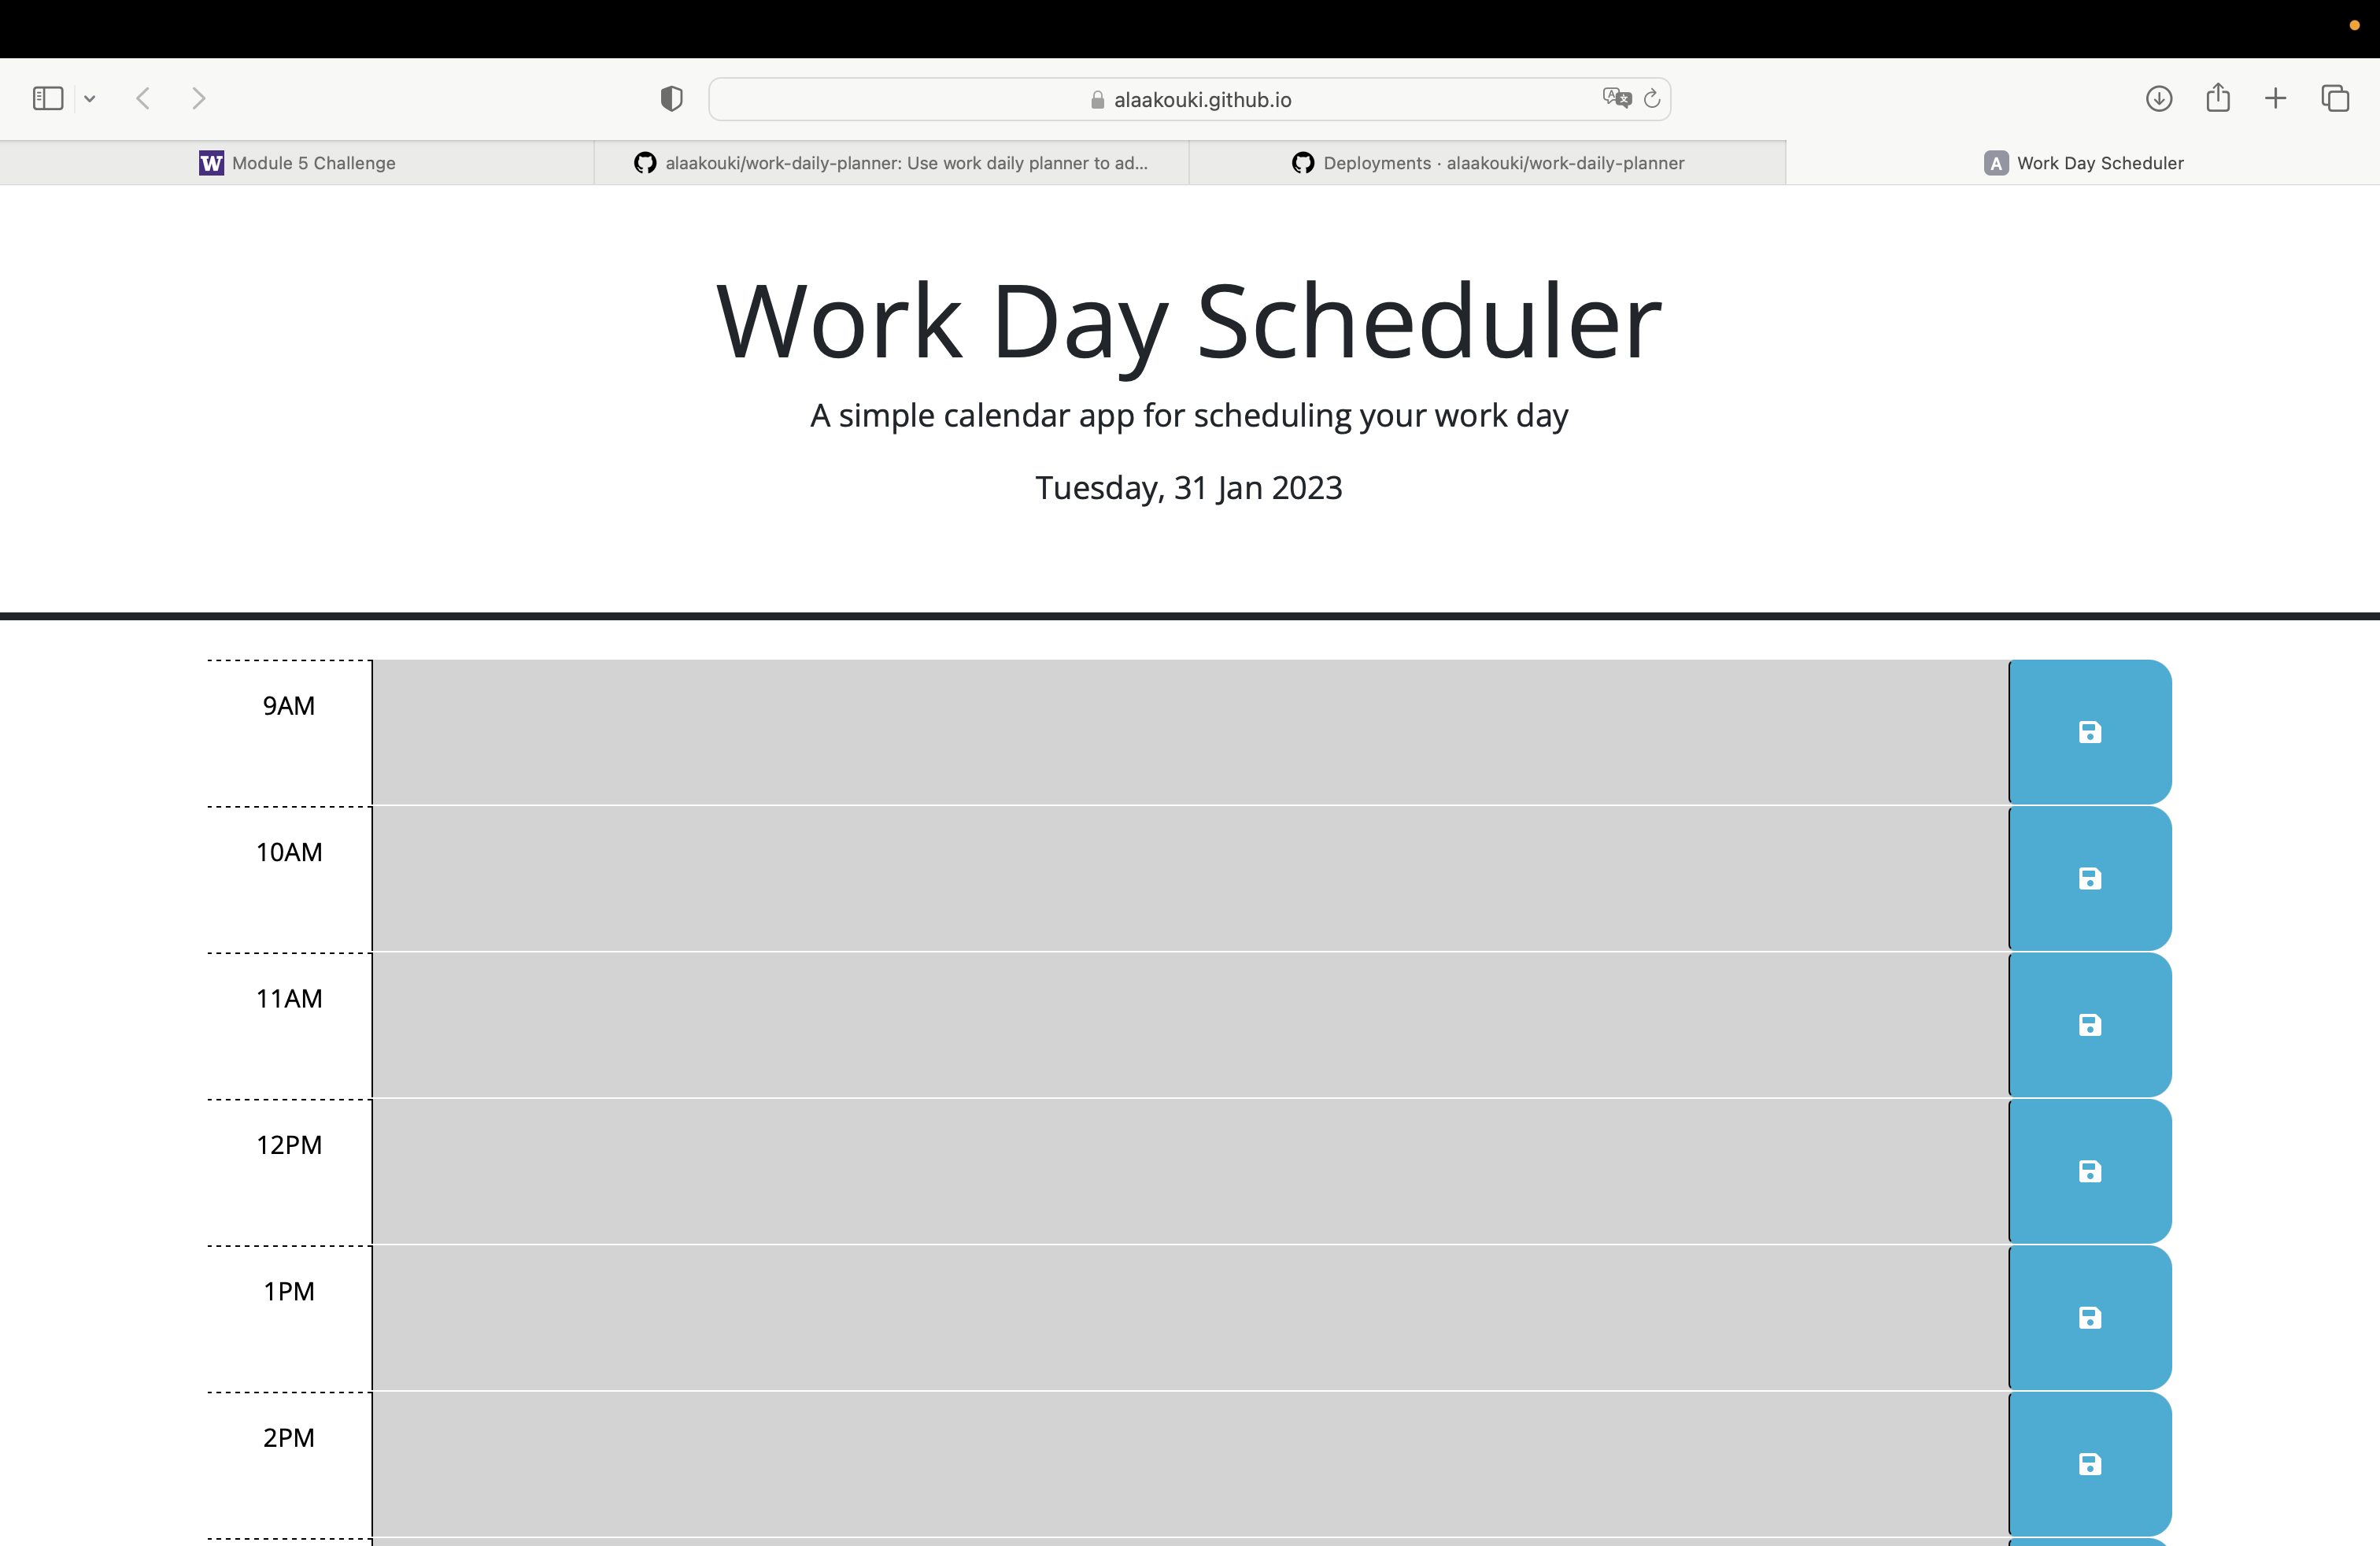 alaakouki.github.io
W Module 5 Challenge
alaakouki/work-daily-planner: Use work daily planner to ad...
Deployments · alaakouki/work-daily-planner
A Work Day Scheduler
Work Day Scheduler
A simple calendar app for scheduling your work day
Tuesday, 31 Jan 2023
9AM
10AM
11AM
12PM
1PM
2PM